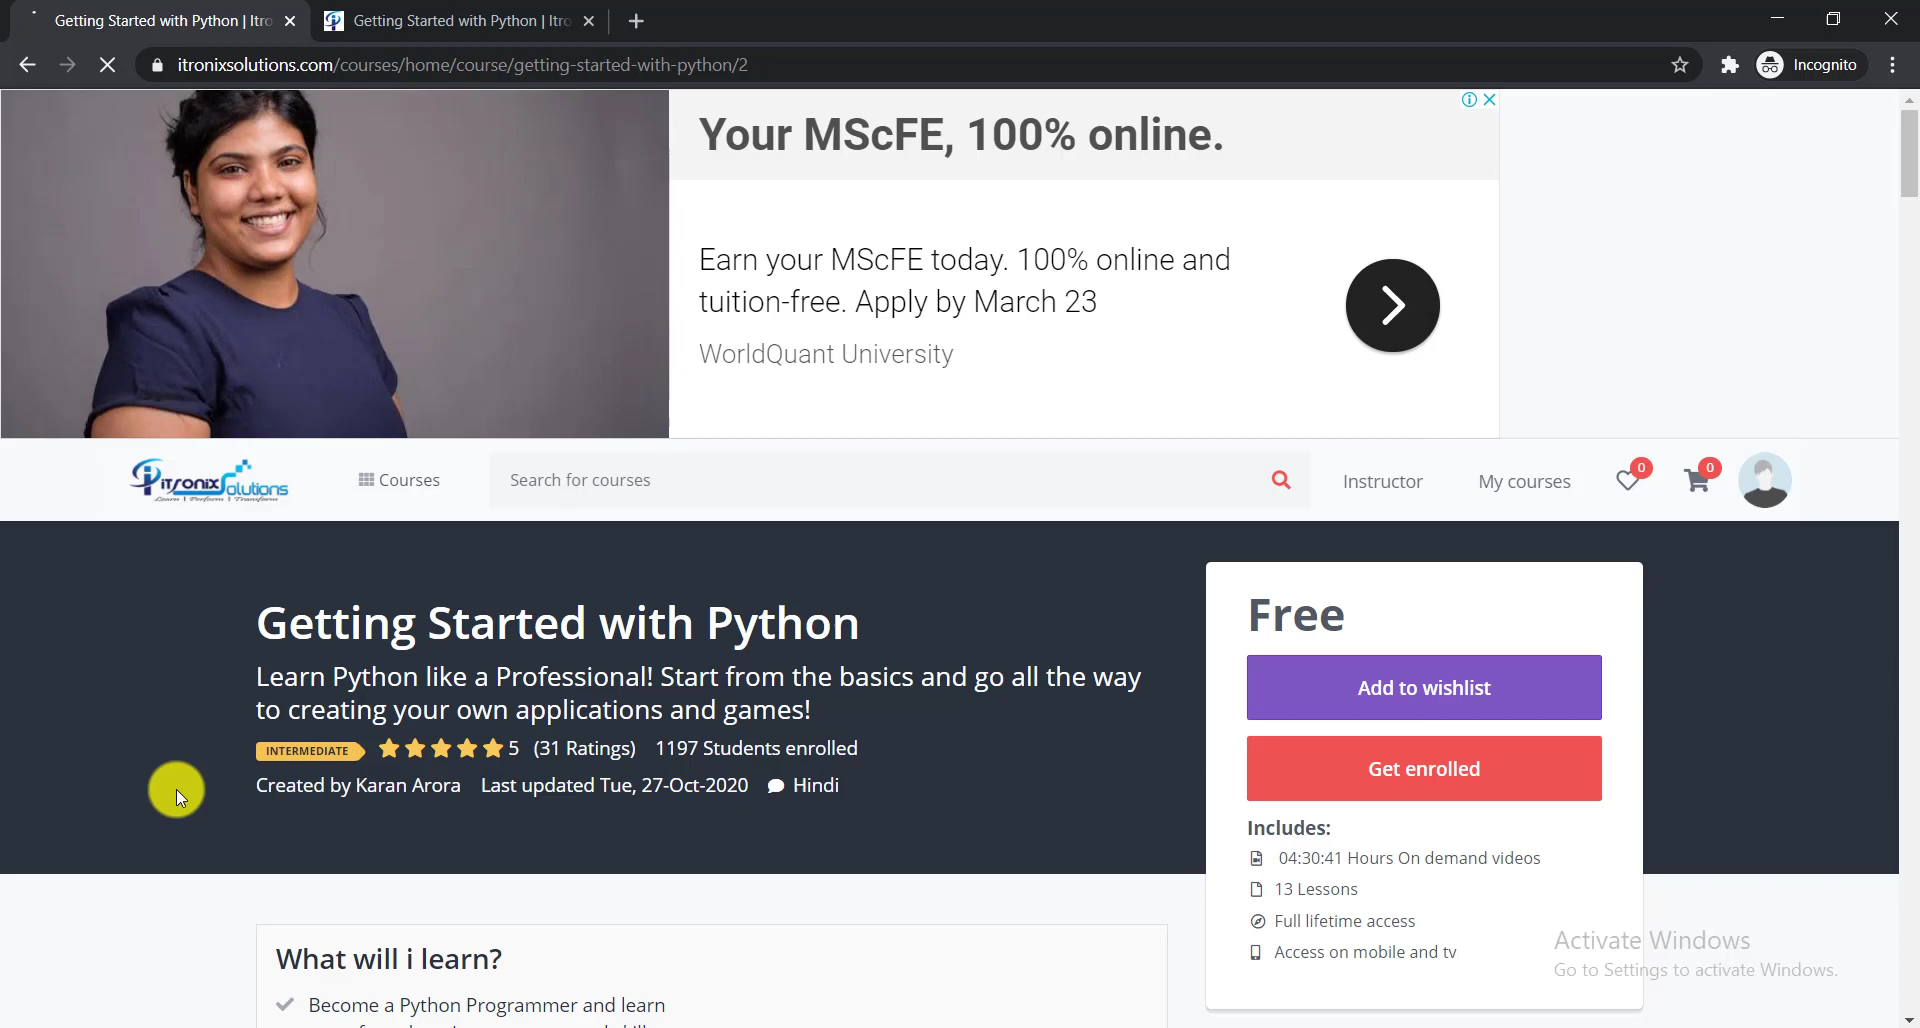 Getting Started with Python | Itro
Getting Started with Python | Itro
itronixsolutions.com/courses/home/course/getting-started-with-python/2
Incognito
Your MScFE, 100% online.
Earn your MScFE today. 100% online and
tuition-free. Apply by March 23
WorldQuant University
itronix Solutions
Learn | Perform | Transform
Courses
Search for courses
Instructor
My courses
0
0
Getting Started with Python
Learn Python like a Professional! Start from the basics and go all the way
to creating your own applications and games!
INTERMEDIATE 5 (31 Ratings) 1197 Students enrolled
Created by Karan Arora Last updated Tue, 27-Oct-2020 Hindi
Free
Add to wishlist
Get enrolled
Includes:
04:30:41 Hours On demand videos
13 Lessons
Full lifetime access
Access on mobile and tv
What will i learn?
Become a Python Programmer and learn
Activate Windows
Go to Settings to activate Windows.